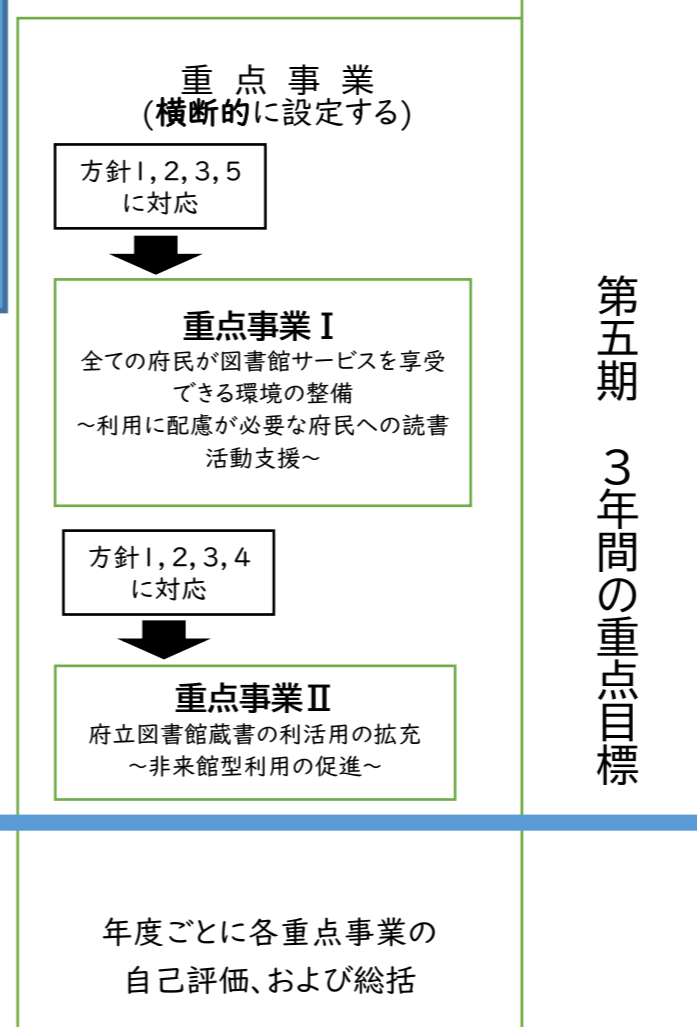 重点事業
(横断的に設定する)
方針1,2,3,5
に対応
重点事業Ⅰ
全ての府民が図書館サービスを享受
できる環境の整備
~利用に配慮が必要な府民への読書
活動支援~
方針1,2,3,4
に対応
重点事業Ⅱ
府立図書館蔵書の利活用の拡充
~非来館型利用の促進~
第五期 3年間の重点目標
年度ごとに各重点事業の
自己評価、および総括